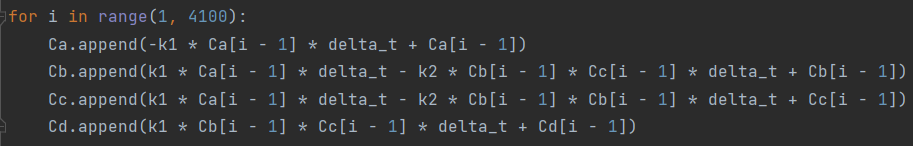 for i in range(1, 4100):
    Ca.append(-k1 * Ca[i - 1] * delta_t + Ca[i - 1])
    Cb.append(k1 * Ca[i - 1] * delta_t - k2 * Cb[i - 1] * Cc[i - 1] * delta_t + Cb[i - 1])
    Cc.append(k1 * Ca[i - 1] * delta_t - k2 * Cb[i - 1] * Cb[i - 1] * delta_t + Cc[i - 1])
    Cd.append(k1 * Cb[i - 1] * Cc[i - 1] * delta_t + Cd[i - 1])